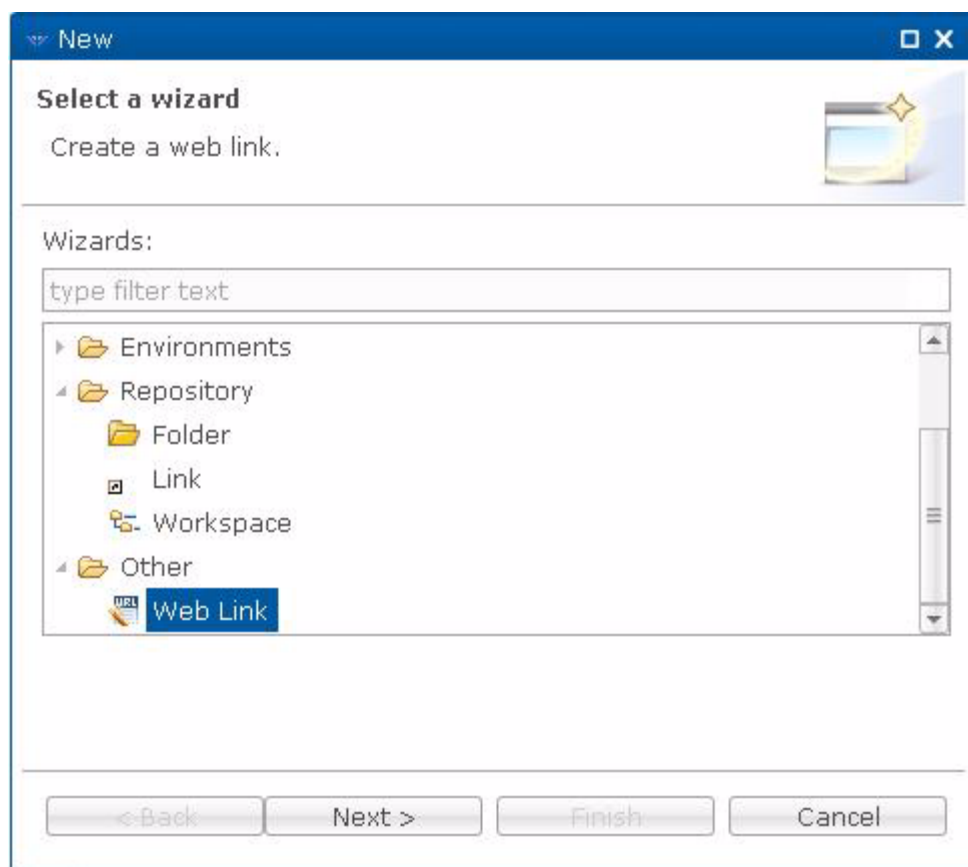 New
Select a wizard
Create a web link.
Wizards:
type filter text
Environments
Repository
Folder
Link
Workspace
Other
URL Web Link
< Back Next > Finish Cancel